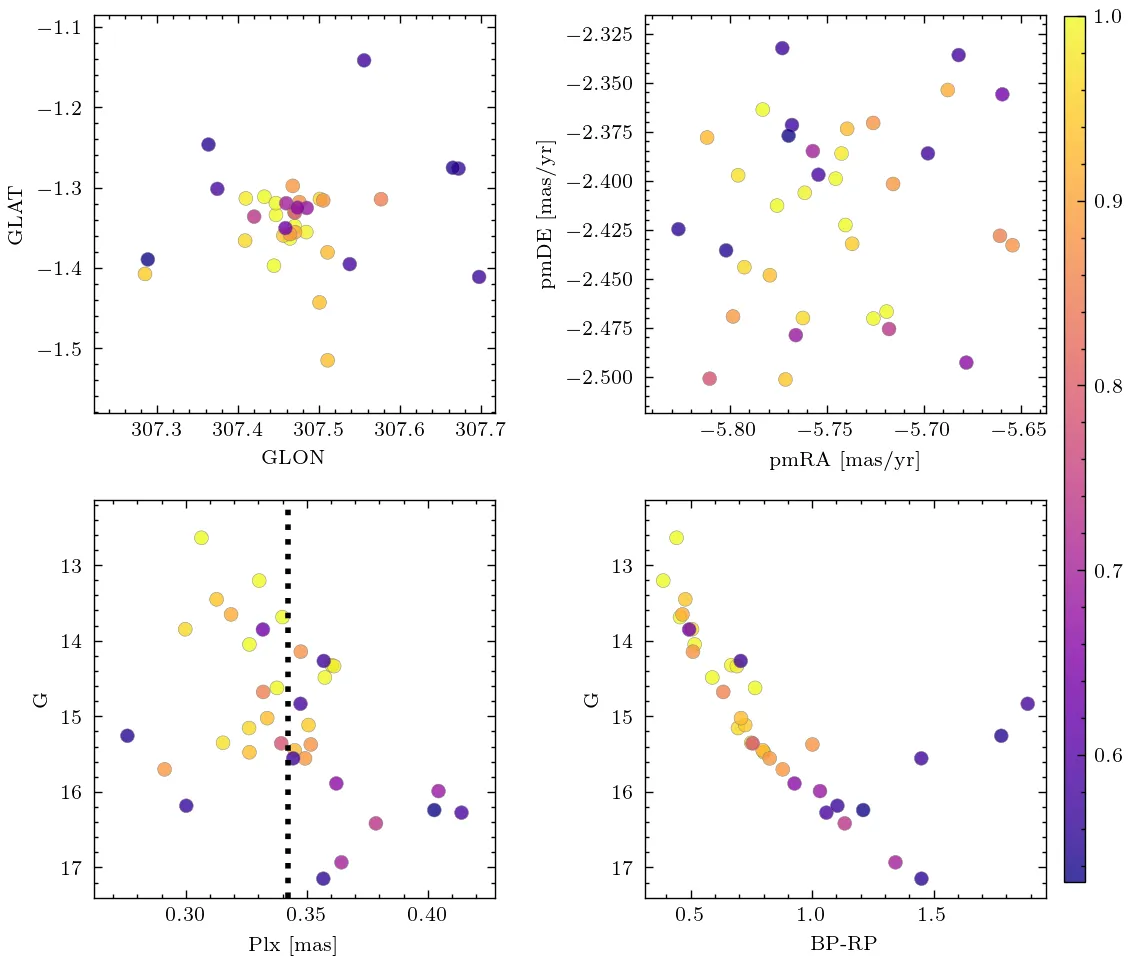 −1.1
−1.2
−1.3
−1.4
−1.5
GLAT
307.3 307.4 307.5 307.6 307.7
GLON
−2.325
−2.350
−2.375
−2.400
−2.425
−2.450
−2.475
−2.500
pmDE [mas/yr]
−5.80 −5.75 −5.70 −5.65
pmRA [mas/yr]
1.0
0.9
0.8
0.7
0.6
13
14
15
16
17
G
0.30 0.35 0.40
Plx [mas]
13
14
15
16
17
G
0.5 1.0 1.5
BP-RP